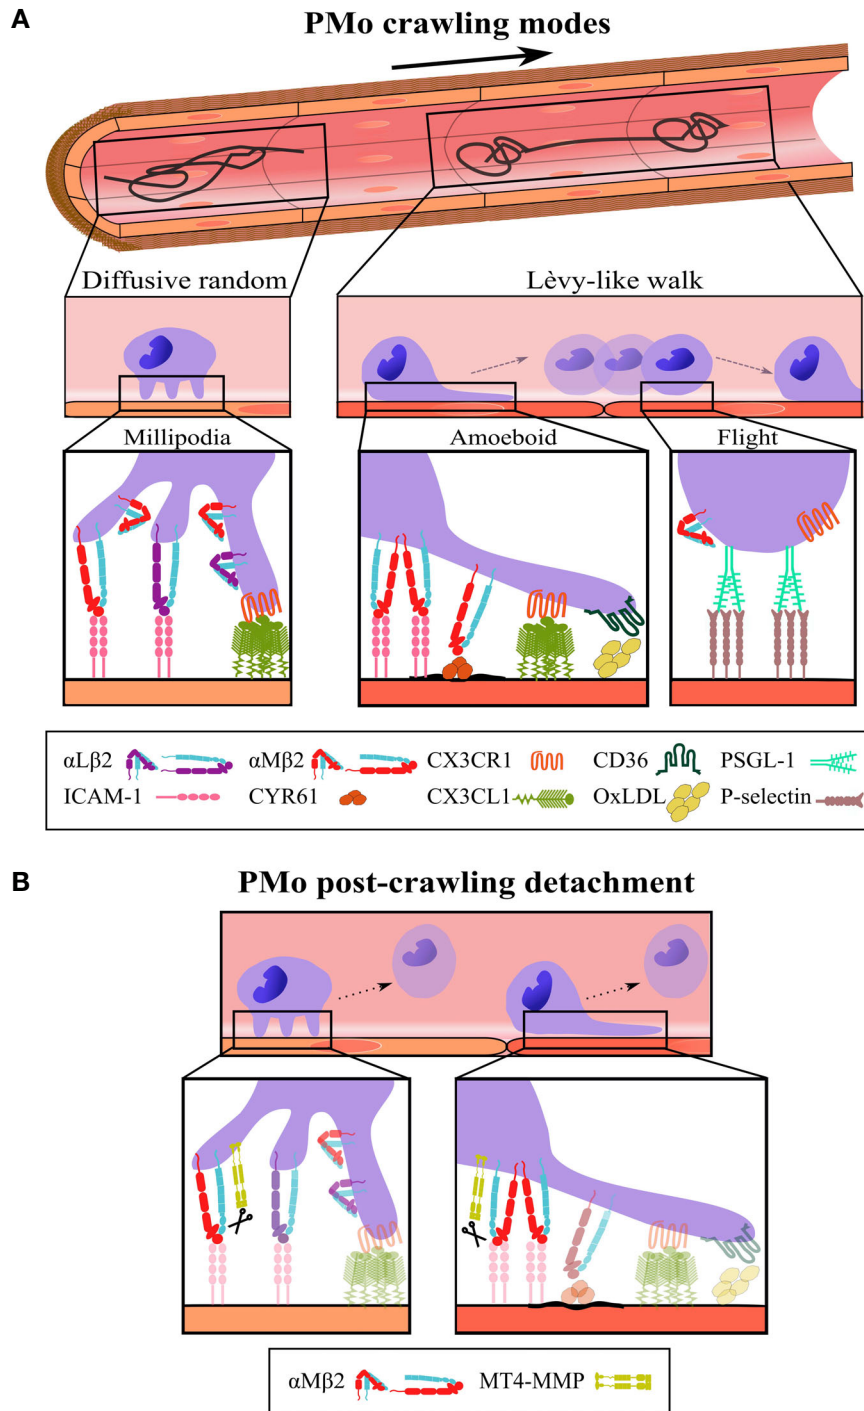 A
PMo crawling modes
Diffusive random
Lèvy-like walk
Millipodia
Amoeboid
Flight
αLβ2 αMβ2 CX3CR1 CD36 PSGL-1
ICAM-1 CYR61 CX3CL1 OxLDL P-selectin
B
PMo post-crawling detachment
αMβ2 MT4-MMP